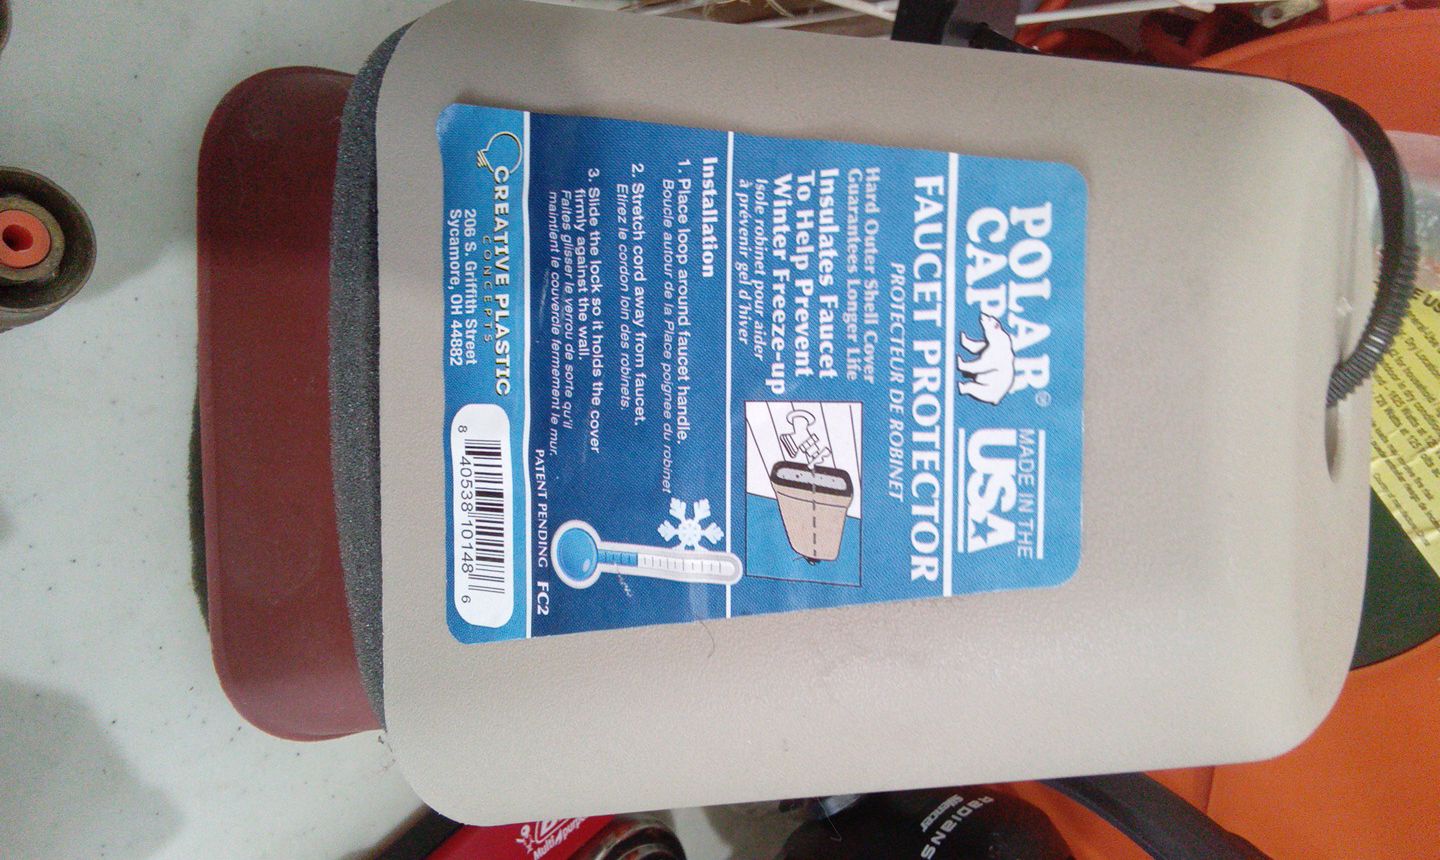 POLAR®
CAP
MADE IN THE
USA
FAUCET PROTECTOR
PROTECTEUR DE ROBINET
Hard Outer Shell Cover
Guarantees Longer Life
Insulates Faucet
To Help Prevent
Winter Freeze-up
Isole robinet pour aider
à prévenir gel d'hiver
Installation
1. Place loop around faucet handle.
Boucle autour de la Place poignee du robinet
2. Stretch cord away from faucet.
Etirez le cordon loin des robinets.
3. Slide the lock so it holds the cover
firmly against the wall.
Faites glisser le verrou de sorte qu'il
maintient le couvercle fermement le mur.
PATENT PENDING FC2
CREATIVE PLASTIC
CONCEPTS
206 S. Griffith Street
Sycamore, OH 44882
8 40538 10148 6
RADIANS
Silencer